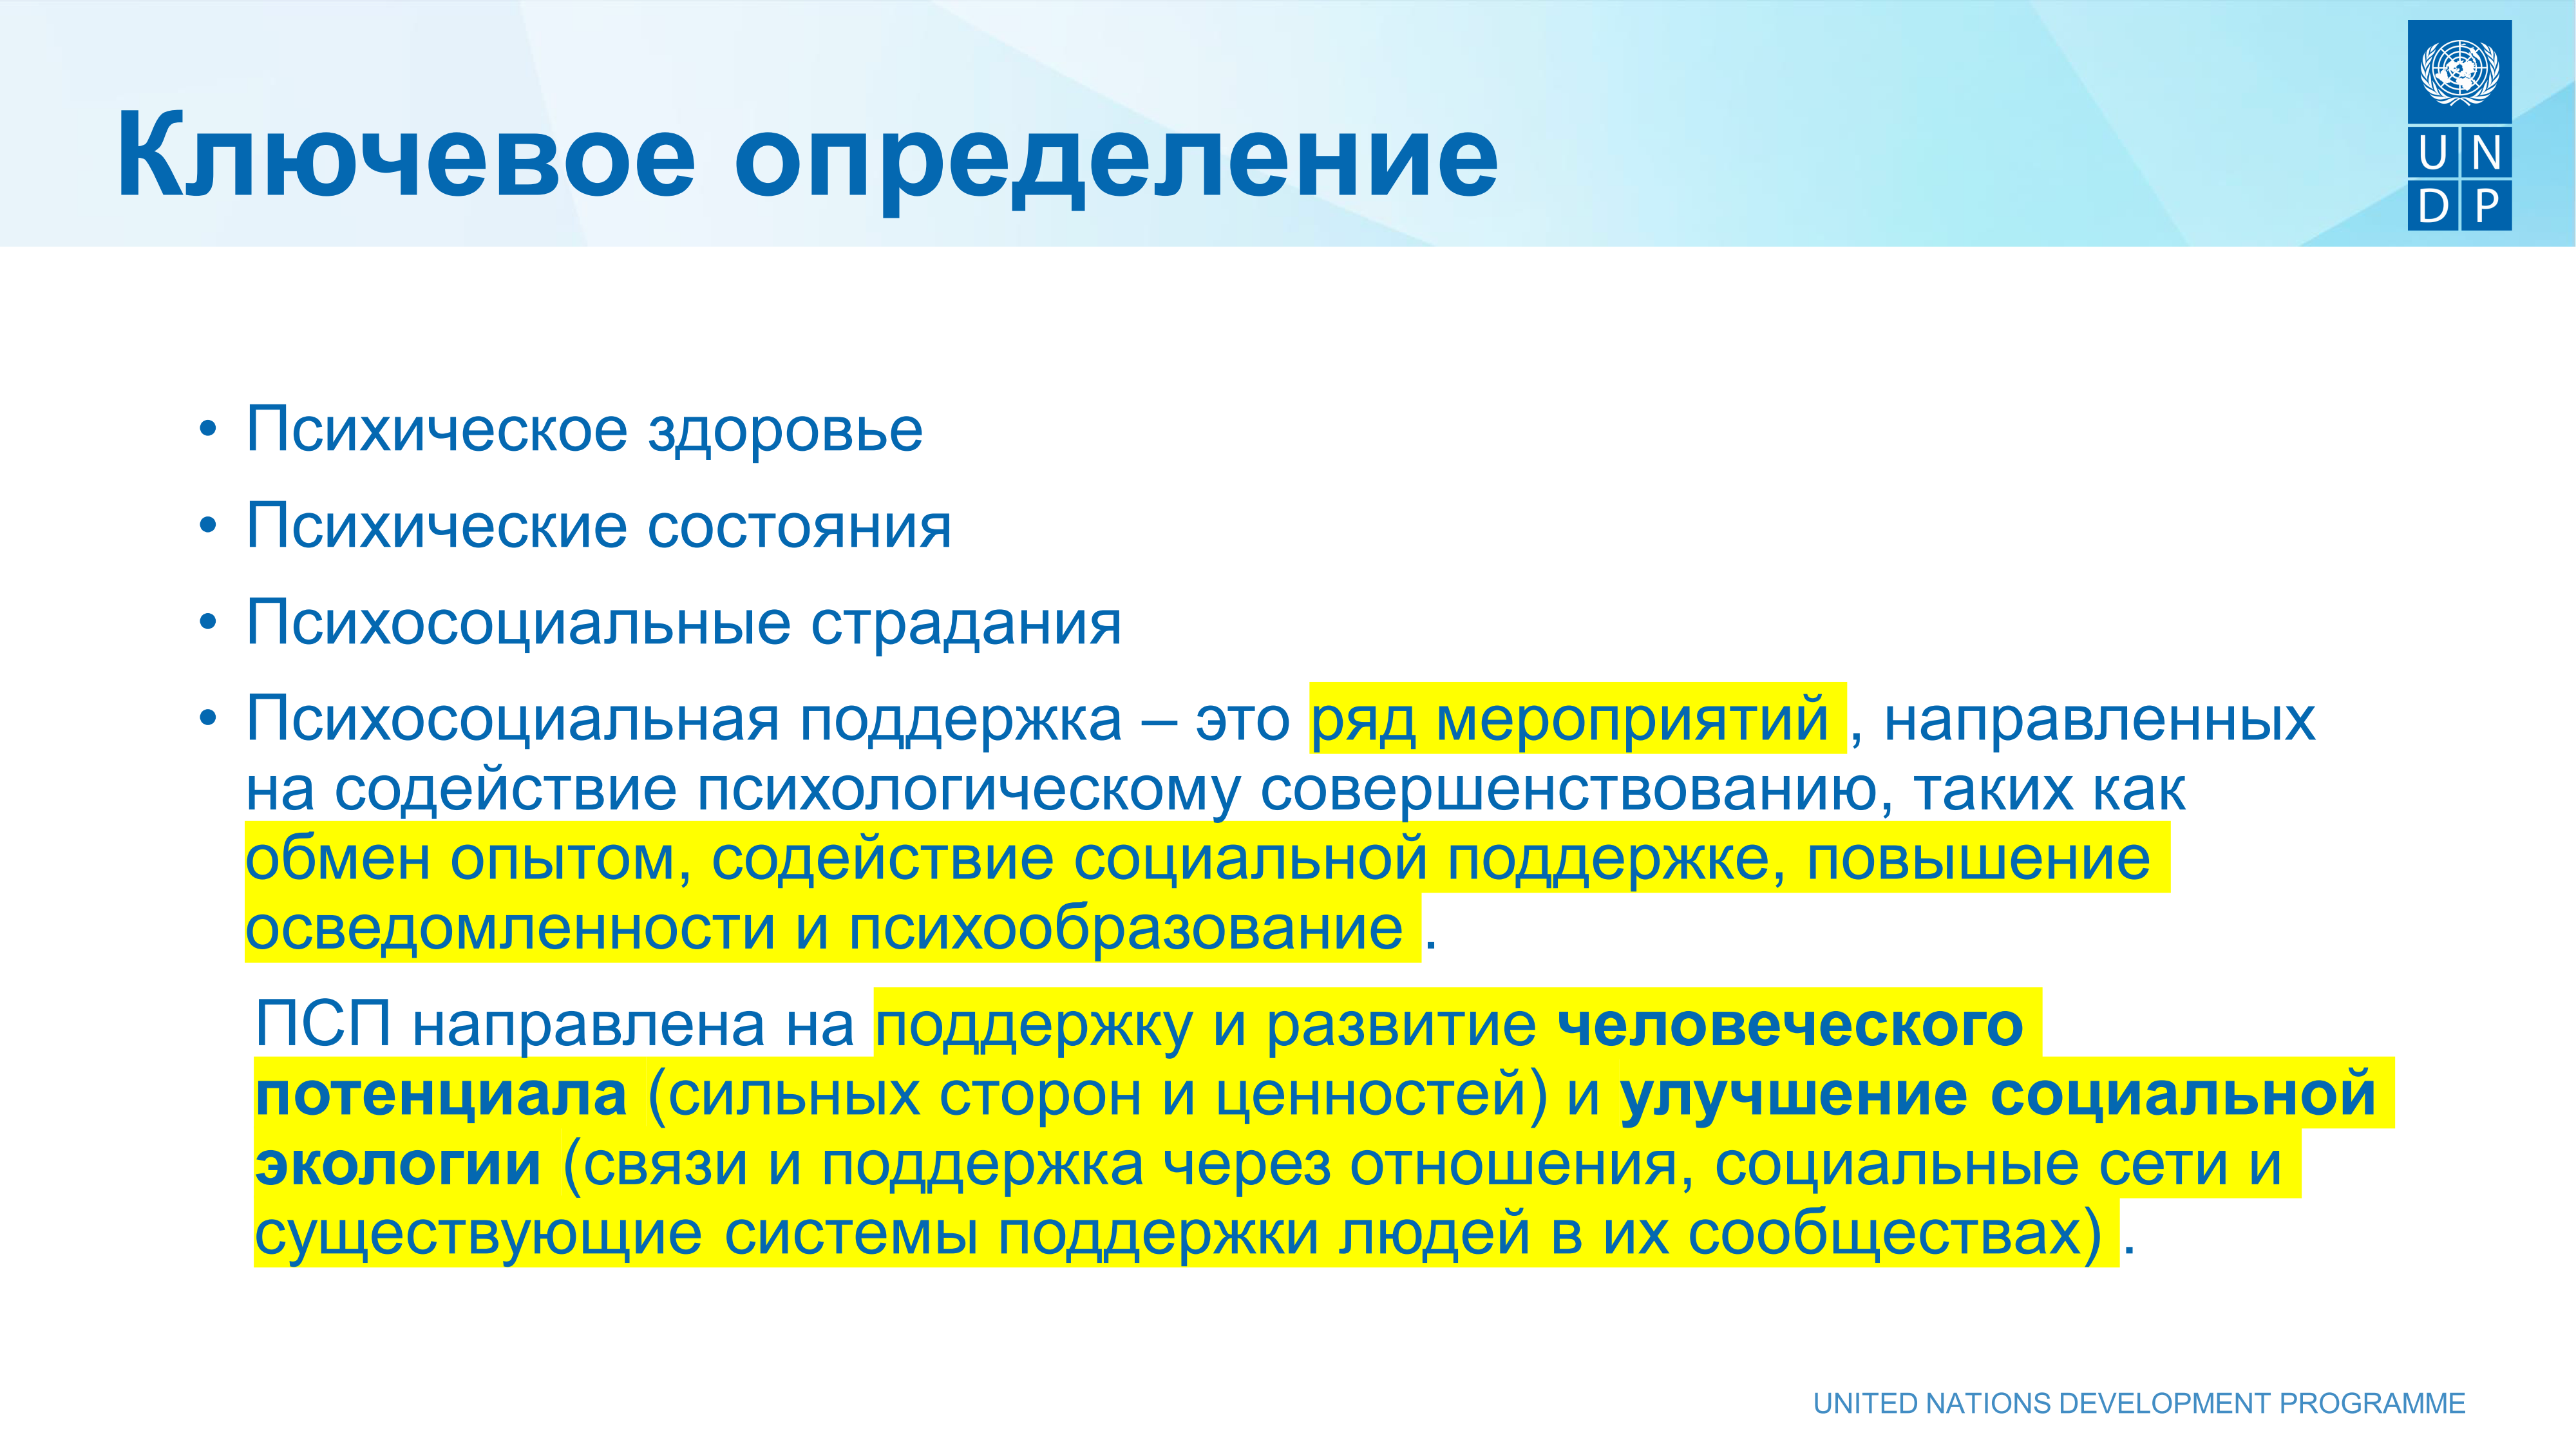 Ключевое определение
UN
DP
• Психическое здоровье
• Психические состояния
• Психосоциальные страдания
• Психосоциальная поддержка – это ряд мероприятий , направленных
на содействие психологическому совершенствованию, таких как
обмен опытом, содействие социальной поддержке, повышение
осведомленности и психообразование .
ПСП направлена на поддержку и развитие человеческого
потенциала (сильных сторон и ценностей) и улучшение социальной
экологии (связи и поддержка через отношения, социальные сети и
существующие системы поддержки людей в их сообществах) .
UNITED NATIONS DEVELOPMENT PROGRAMME